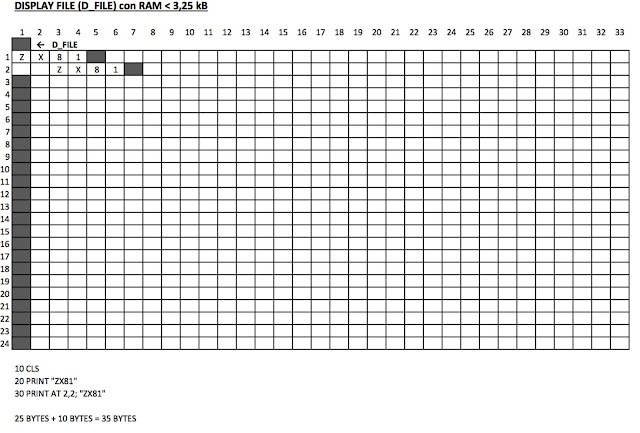 DISPLAY FILE (D_FILE) con RAM < 3,25 kB
1 2 3 4 5 6 7 8 9 10 11 12 13 14 15 16 17 18 19 20 21 22 23 24 25 26 27 28 29 30 31 32 33
← D_FILE
1 Z X 8 1
2 Z X 8 1
3
4
5
6
7
8
9
10
11
12
13
14
15
16
17
18
19
20
21
22
23
24
10 CLS
20 PRINT "ZX81"
30 PRINT AT 2,2; "ZX81"
25 BYTES + 10 BYTES = 35 BYTES